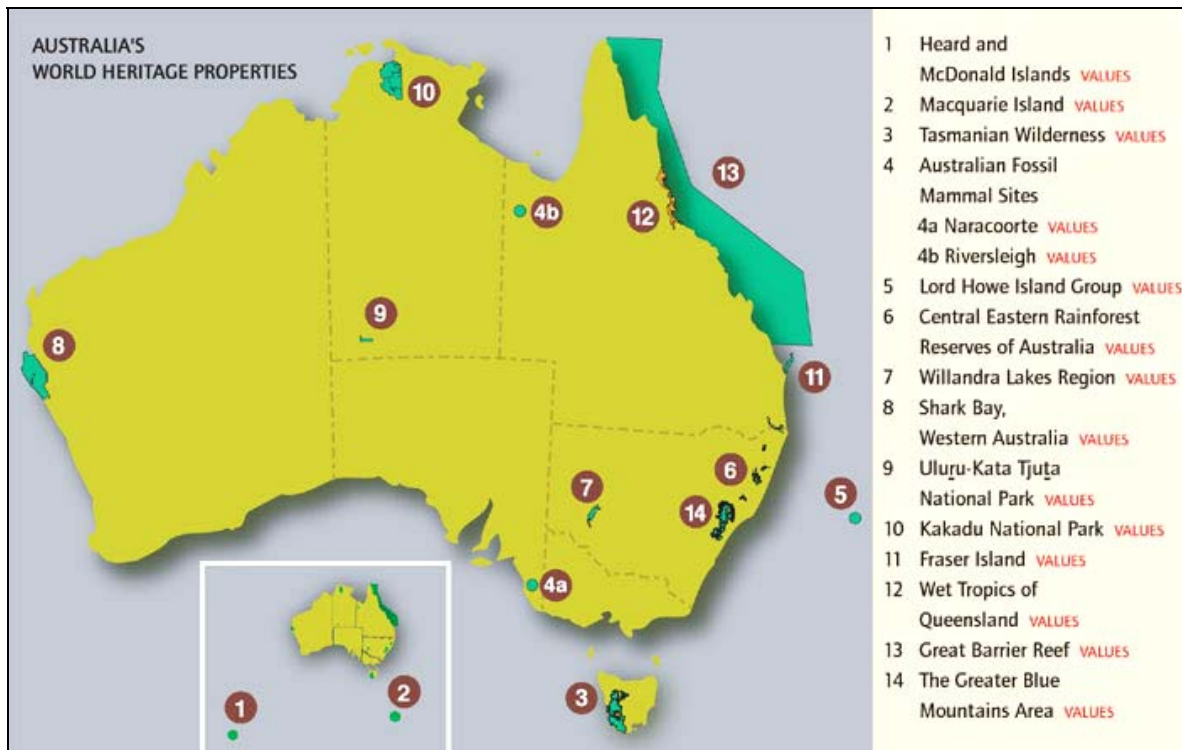 AUSTRALIA'S
WORLD HERITAGE PROPERTIES
10
13
4b
12
9
8
11
6
7
5
14
4a
3
2
1
1 Heard and
McDonald Islands VALUES
2 Macquarie Island VALUES
3 Tasmanian Wilderness VALUES
4 Australian Fossil
Mammal Sites
4a Naracoorte VALUES
4b Riversleigh VALUES
5 Lord Howe Island Group VALUES
6 Central Eastern Rainforest
Reserves of Australia VALUES
7 Willandra Lakes Region VALUES
8 Shark Bay,
Western Australia VALUES
9 Uluṟu-Kata Tjuṯa
National Park VALUES
10 Kakadu National Park VALUES
11 Fraser Island VALUES
12 Wet Tropics of
Queensland VALUES
13 Great Barrier Reef VALUES
14 The Greater Blue
Mountains Area VALUES